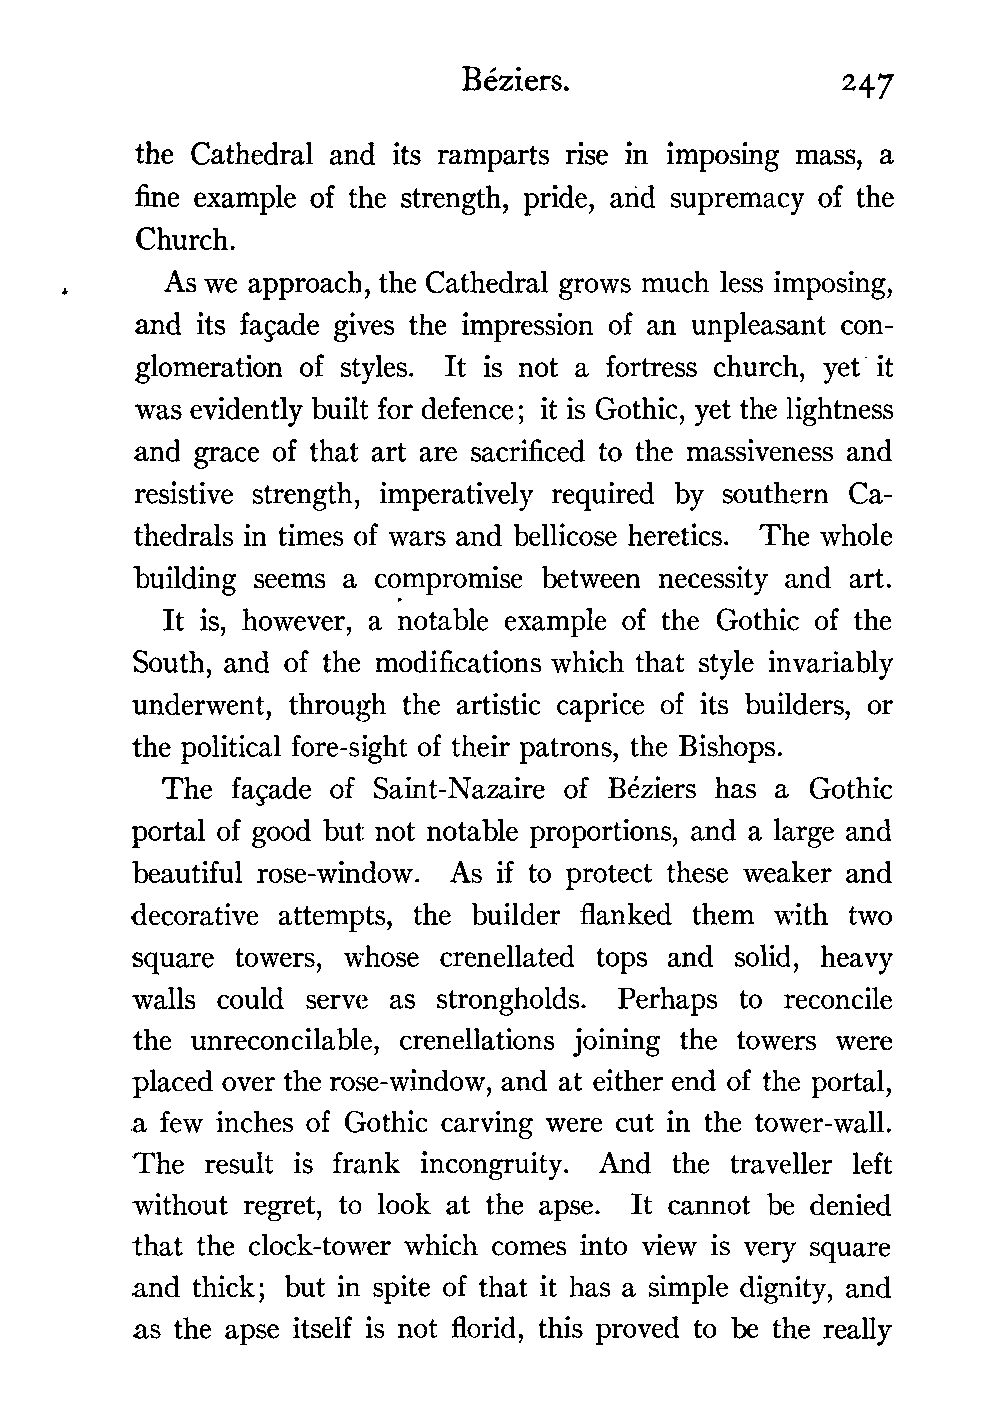 Béziers. 247
the Cathedral and its ramparts rise in imposing mass, a
fine example of the strength, pride, and supremacy of the
Church.
As we approach, the Cathedral grows much less imposing,
and its façade gives the impression of an unpleasant con-
glomeration of styles. It is not a fortress church, yet it
was evidently built for defence; it is Gothic, yet the lightness
and grace of that art are sacrificed to the massiveness and
resistive strength, imperatively required by southern Ca-
thedrals in times of wars and bellicose heretics. The whole
building seems a compromise between necessity and art.
It is, however, a notable example of the Gothic of the
South, and of the modifications which that style invariably
underwent, through the artistic caprice of its builders, or
the political fore-sight of their patrons, the Bishops.
The façade of Saint-Nazaire of Béziers has a Gothic
portal of good but not notable proportions, and a large and
beautiful rose-window. As if to protect these weaker and
decorative attempts, the builder flanked them with two
square towers, whose crenellated tops and solid, heavy
walls could serve as strongholds. Perhaps to reconcile
the unreconcilable, crenellations joining the towers were
placed over the rose-window, and at either end of the portal,
a few inches of Gothic carving were cut in the tower-wall.
The result is frank incongruity. And the traveller left
without regret, to look at the apse. It cannot be denied
that the clock-tower which comes into view is very square
and thick; but in spite of that it has a simple dignity, and
as the apse itself is not florid, this proved to be the really